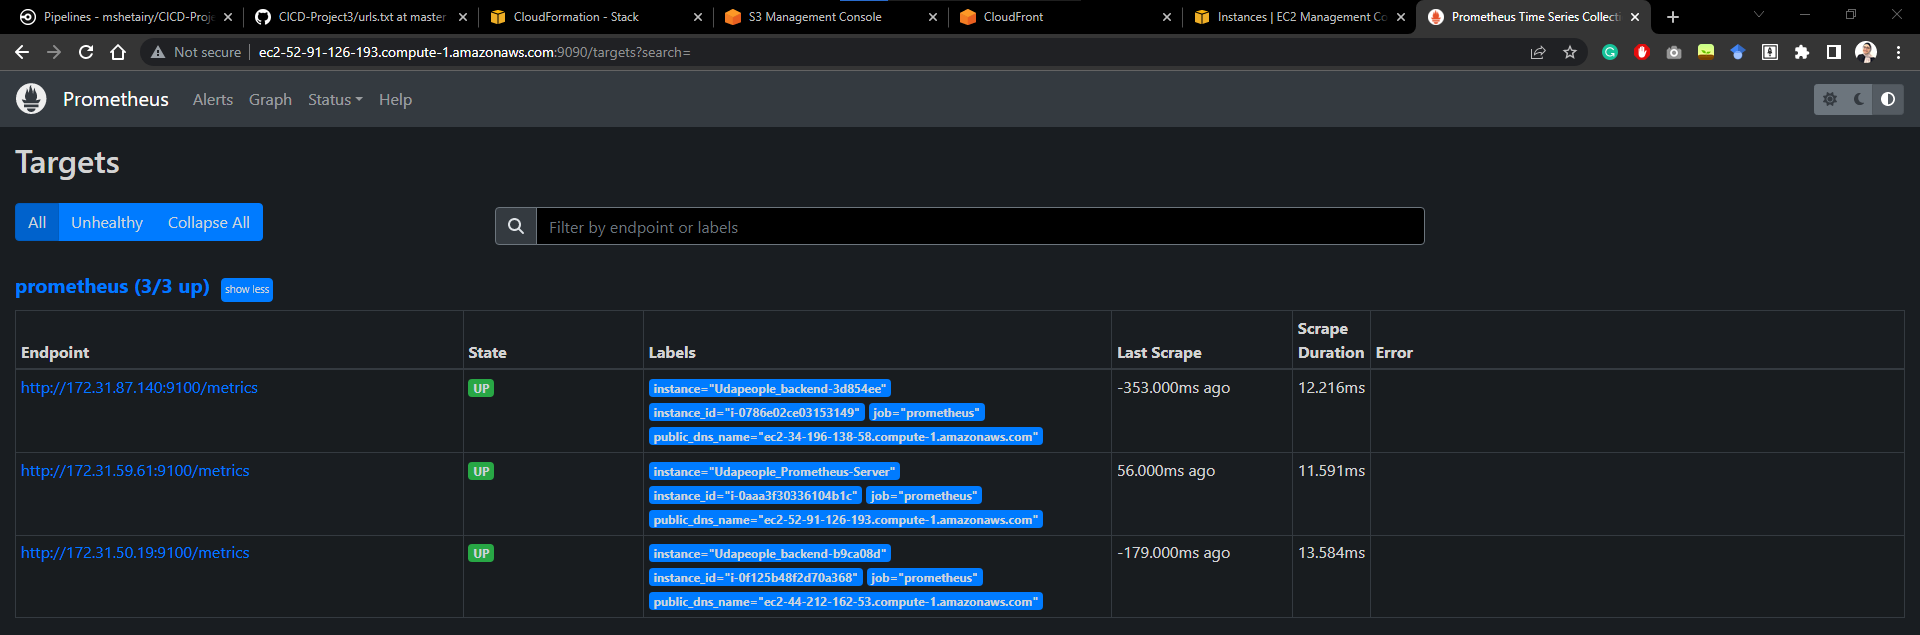 Pipelines - mshetairy/CICD-Proje
CICD-Project3/urls.txt at master
CloudFormation - Stack
S3 Management Console
CloudFront
Instances | EC2 Management Co
Prometheus Time Series Collecti
Not secure
ec2-52-91-126-193.compute-1.amazonaws.com:9090/targets?search=
Prometheus Alerts Graph Status Help
Targets
All Unhealthy Collapse All
Filter by endpoint or labels
prometheus (3/3 up) show less
Endpoint State Labels Last Scrape Scrape Duration Error
http://172.31.87.140:9100/metrics UP instance="Udapeople_backend-3d854ee" -353.000ms ago 12.216ms
instance_id="i-0786e02ce03153149" job="prometheus"
public_dns_name="ec2-34-196-138-58.compute-1.amazonaws.com"
http://172.31.59.61:9100/metrics UP instance="Udapeople_Prometheus-Server" 56.000ms ago 11.591ms
instance_id="i-0aaa3f30336104b1c" job="prometheus"
public_dns_name="ec2-52-91-126-193.compute-1.amazonaws.com"
http://172.31.50.19:9100/metrics UP instance="Udapeople_backend-b9ca08d" -179.000ms ago 13.584ms
instance_id="i-0f125b48f2d70a368" job="prometheus"
public_dns_name="ec2-44-212-162-53.compute-1.amazonaws.com"